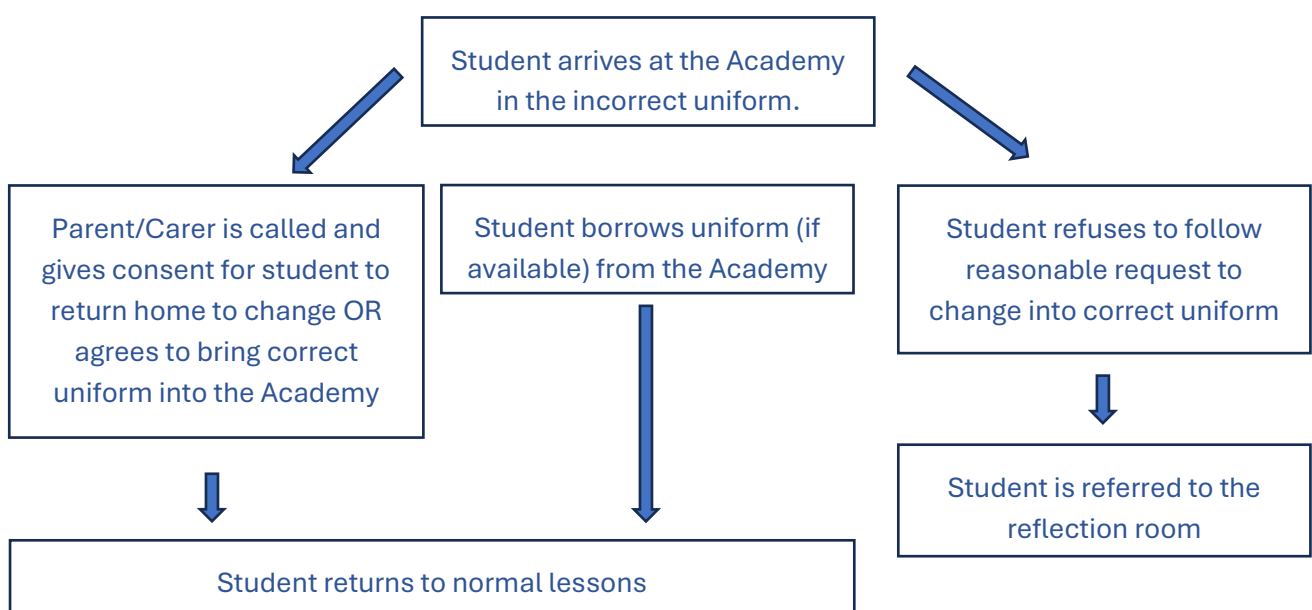 Student arrives at the Academy
in the incorrect uniform.
Parent/Carer is called and
gives consent for student to
return home to change OR
agrees to bring correct
uniform into the Academy
Student borrows uniform (if
available) from the Academy
Student refuses to follow
reasonable request to
change into correct uniform
Student is referred to the
reflection room
Student returns to normal lessons